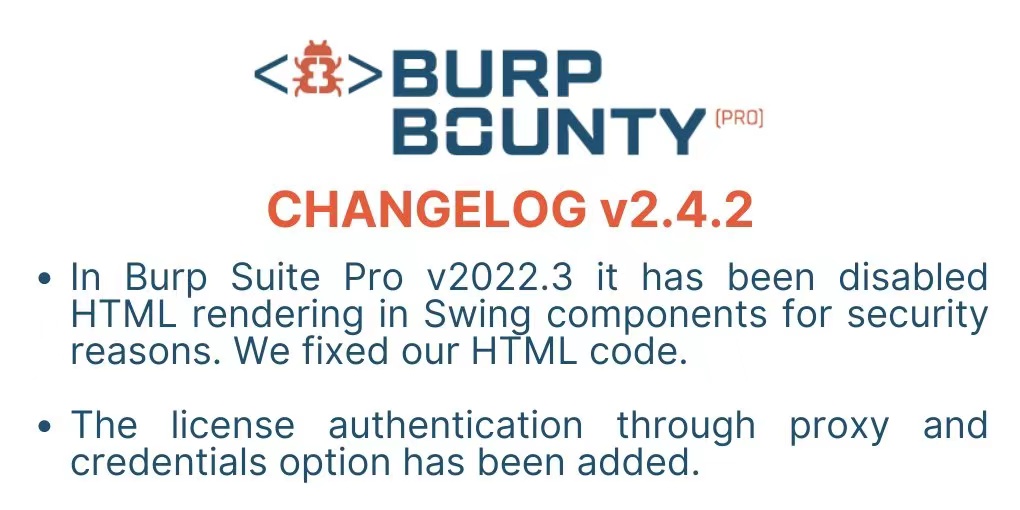 BURP
BOUNTY [PRO]
CHANGELOG v2.4.2
• In Burp Suite Pro v2022.3 it has been disabled
HTML rendering in Swing components for security
reasons. We fixed our HTML code.
• The license authentication through proxy and
credentials option has been added.